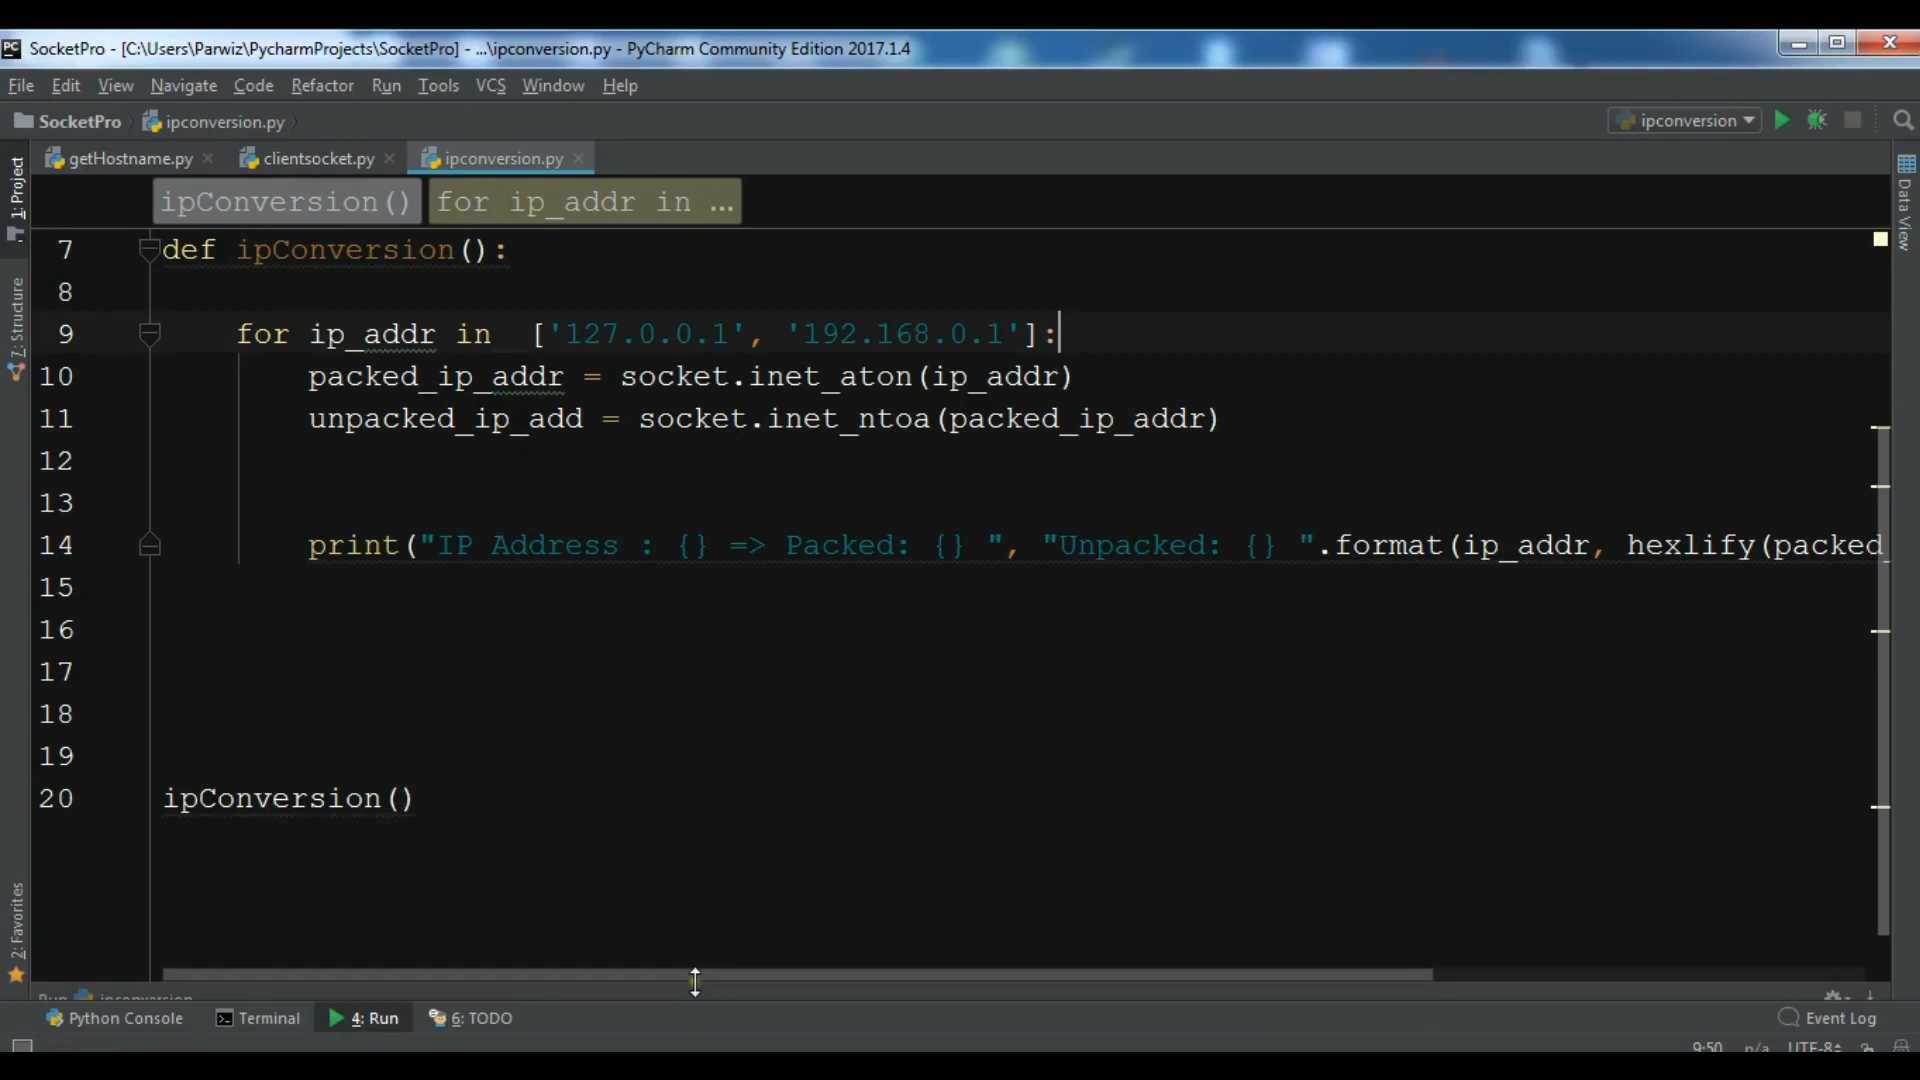 SocketPro - [C:\Users\Parwiz\PycharmProjects\SocketPro] - ...\ipconversion.py - PyCharm Community Edition 2017.1.4
File Edit View Navigate Code Refactor Run Tools VCS Window Help
SocketPro ipconversion.py ipconversion
getHostname.py clientsocket.py ipconversion.py
1: Project
7: Structure
2: Favorites
Data View
ipConversion() for ip_addr in ...
7 def ipConversion():
8
9 for ip_addr in ['127.0.0.1', '192.168.0.1']:
10 packed_ip_addr = socket.inet_aton(ip_addr)
11 unpacked_ip_add = socket.inet_ntoa(packed_ip_addr)
12
13
14 print("IP Address : {} => Packed: {} ", "Unpacked: {} ".format(ip_addr, hexlify(packed_
15
16
17
18
19
20 ipConversion()
Run ipconversion
Python Console Terminal 4: Run 6: TODO Event Log
9:50 n/a UTF-8